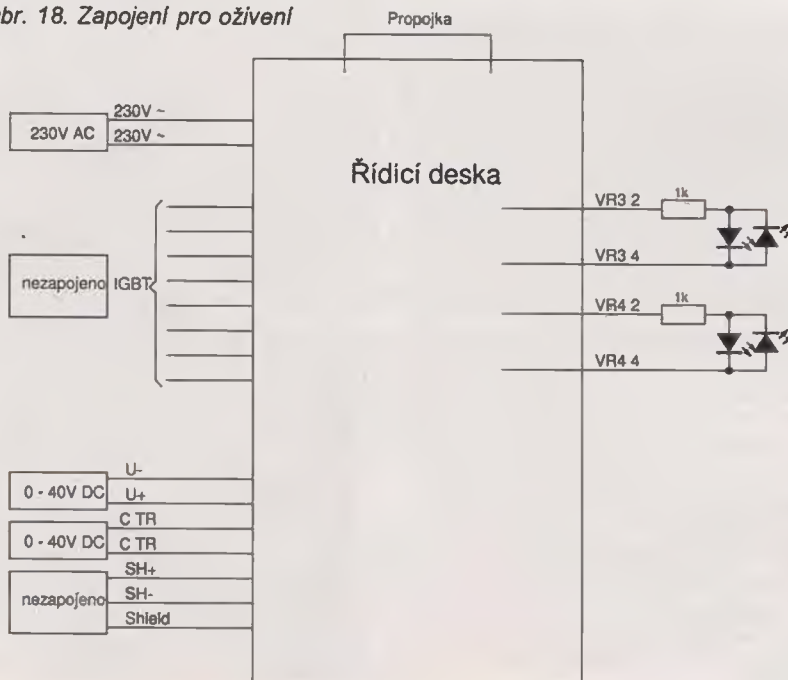 br. 18. Zapojení pro oživení
Propojka
230V AC
230V ~
230V ~
Řídicí deska
nezapojeno
IGBT
VR3 2
1k
VR3 4
VR4 2
1k
VR4 4
0 - 40V DC
U-
U+
0 - 40V DC
C TR
C TR
nezapojeno
SH+
SH-
Shield